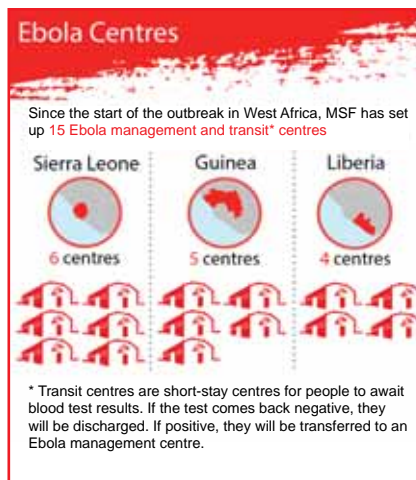 Ebola Centres
Since the start of the outbreak in West Africa, MSF has set
up 15 Ebola management and transit* centres
Sierra Leone
Guinea
Liberia
6 centres
5 centres
4 centres
* Transit centres are short-stay centres for people to await
blood test results. If the test comes back negative, they
will be discharged. If positive, they will be transferred to an
Ebola management centre.